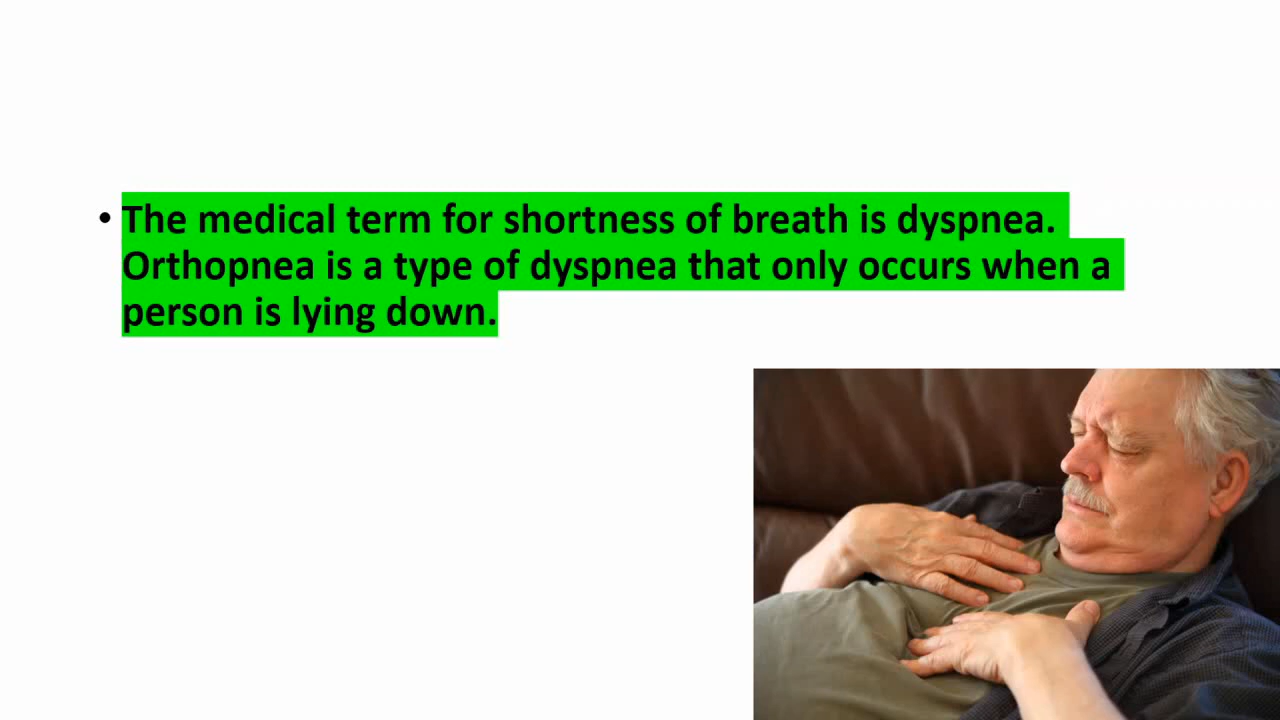 • The medical term for shortness of breath is dyspnea.
Orthopnea is a type of dyspnea that only occurs when a
person is lying down.